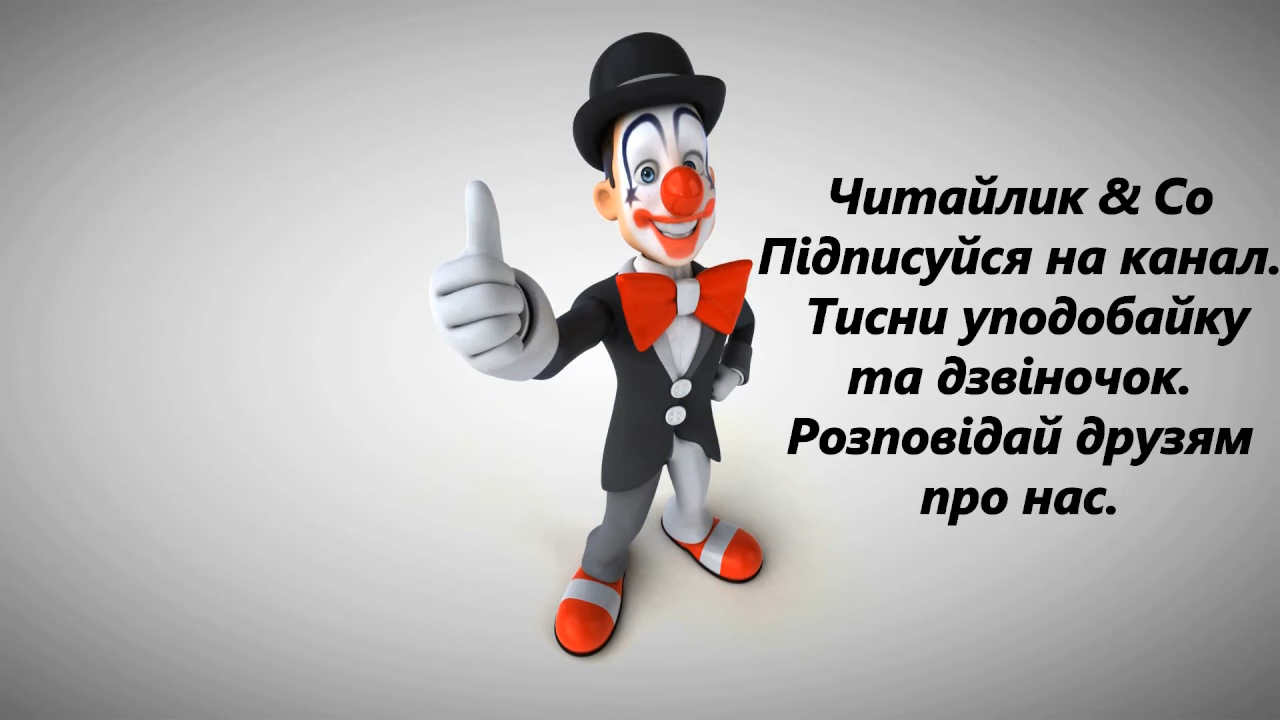 Читайлик & Co
Підписуйся на канал.
Тисни уподобайку
та дзвіночок.
Розповідай друзям
про нас.